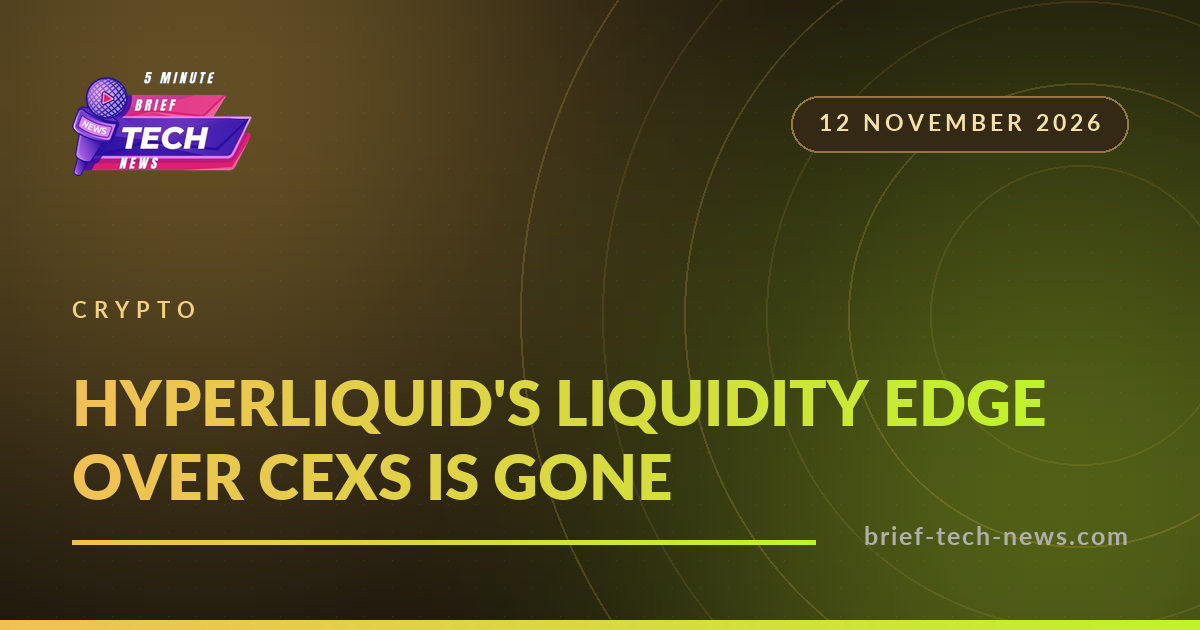 5 MINUTE
BRIEF
NEWS
TECH
NEWS
12 NOVEMBER 2026
CRYPTO
HYPERLIQUID'S LIQUIDITY EDGE
OVER CEXS IS GONE
brief-tech-news.com